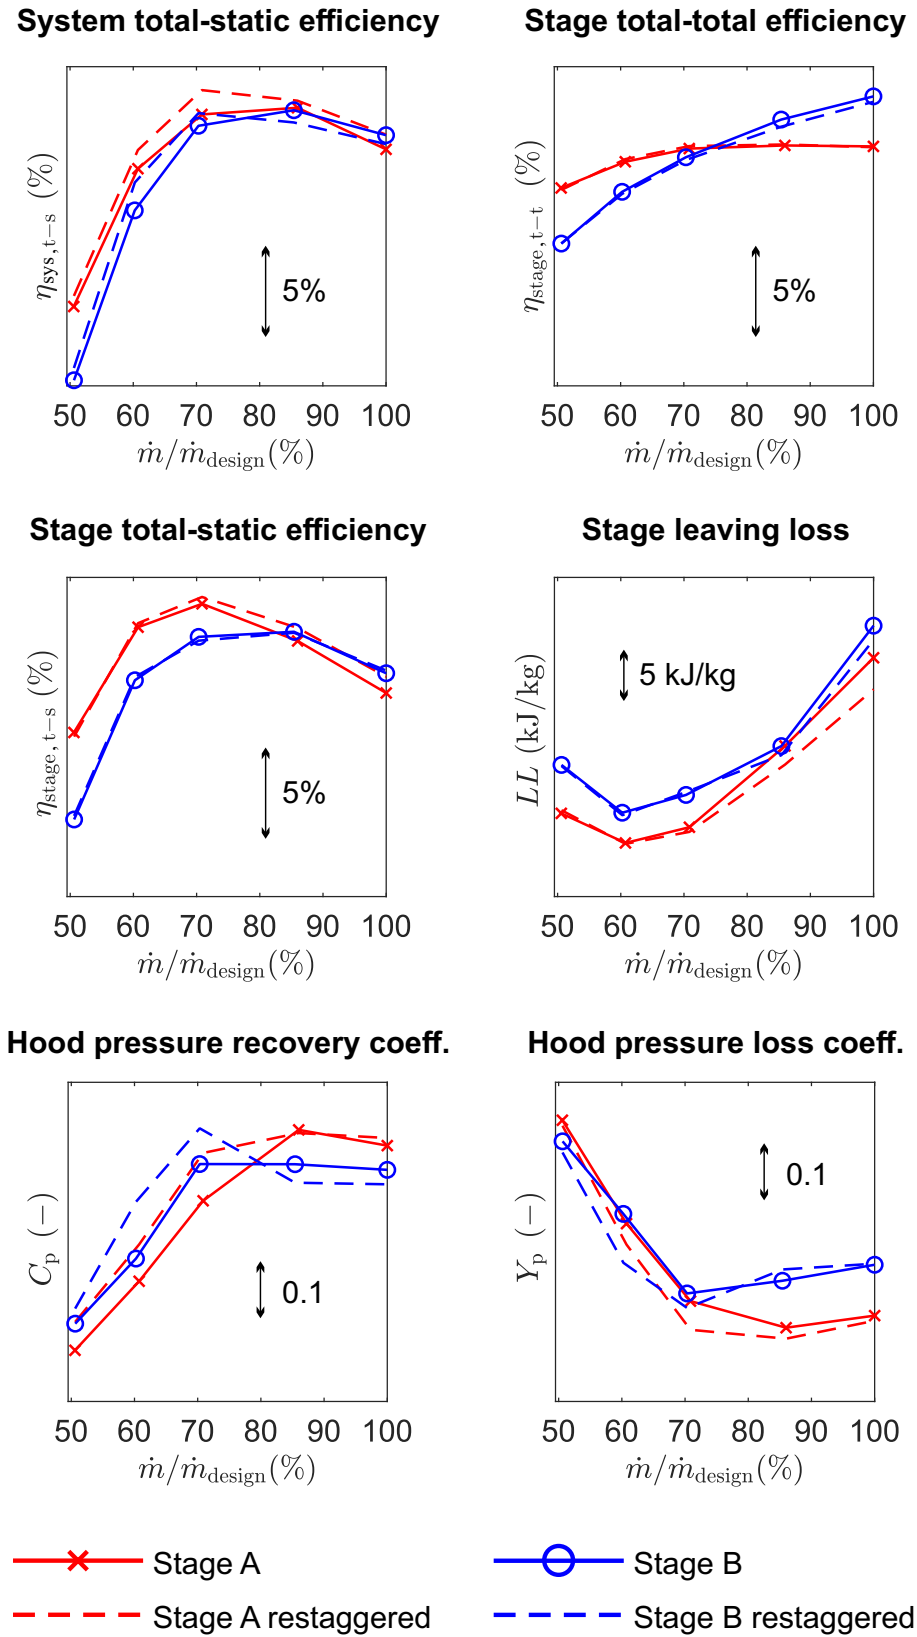 System total-static efficiency
Stage total-total efficiency
η_sys,t−s (%)
5%
50 60 70 80 90 100
ṁ/ṁ_design(%)
η_stage,t−t (%)
5%
50 60 70 80 90 100
ṁ/ṁ_design(%)
Stage total-static efficiency
Stage leaving loss
η_stage,t−s (%)
5%
50 60 70 80 90 100
ṁ/ṁ_design(%)
LL (kJ/kg)
5 kJ/kg
50 60 70 80 90 100
ṁ/ṁ_design(%)
Hood pressure recovery coeff.
Hood pressure loss coeff.
C_p (−)
0.1
50 60 70 80 90 100
ṁ/ṁ_design(%)
Y_p (−)
0.1
50 60 70 80 90 100
ṁ/ṁ_design(%)
Stage A
Stage B
Stage A restaggered
Stage B restaggered